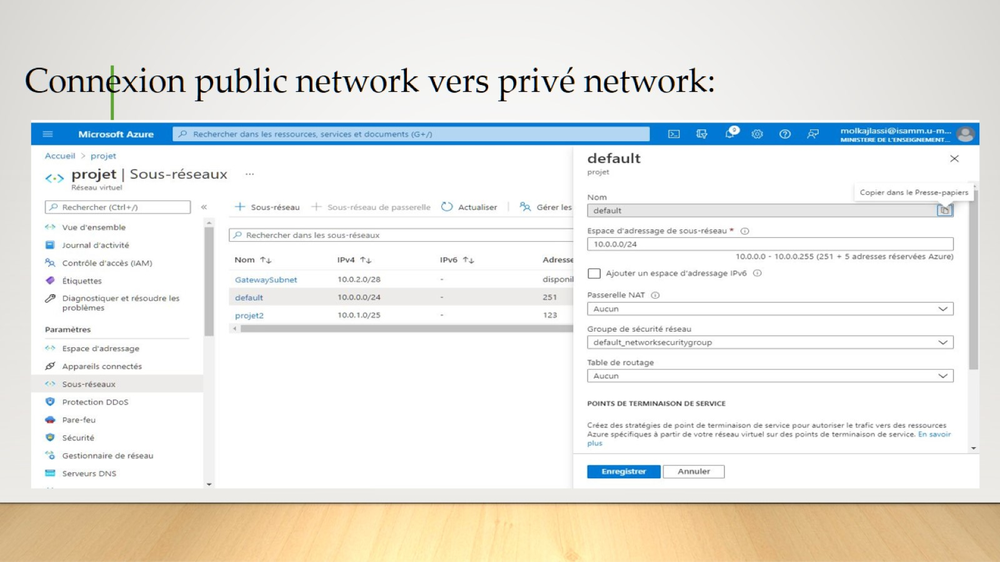 Connexion public network vers privé network:
Microsoft Azure
Rechercher dans les ressources, services et documents (G+/)
9
molkajlassi@isamm.u-m...
MINISTERE DE L'ENSEIGNEMENT...
Accueil > projet
projet | Sous-réseaux ...
Réseau virtuel
Rechercher (Ctrl+/)
«
Vue d'ensemble
Journal d'activité
Contrôle d'accès (IAM)
Étiquettes
Diagnostiquer et résoudre les
problèmes
Paramètres
Espace d'adressage
Appareils connectés
Sous-réseaux
Protection DDoS
Pare-feu
Sécurité
Gestionnaire de réseau
Serveurs DNS
+ Sous-réseau + Sous-réseau de passerelle Actualiser Gérer les
Rechercher dans les sous-réseaux
Nom ↑↓ IPv4 ↑↓ IPv6 ↑↓ Adresse
GatewaySubnet 10.0.2.0/28 - disponil
default 10.0.0.0/24 - 251
projet2 10.0.1.0/25 - 123
default
projet
Copier dans le Presse-papiers
Nom
default
Espace d'adressage de sous-réseau *
10.0.0.0/24
10.0.0.0 - 10.0.0.255 (251 + 5 adresses réservées Azure)
Ajouter un espace d'adressage IPv6
Passerelle NAT
Aucun
Groupe de sécurité réseau
default_networksecuritygroup
Table de routage
Aucun
POINTS DE TERMINAISON DE SERVICE
Créez des stratégies de point de terminaison de service pour autoriser le trafic vers des ressources
Azure spécifiques à partir de votre réseau virtuel sur des points de terminaison de service. En savoir
plus
Enregistrer Annuler